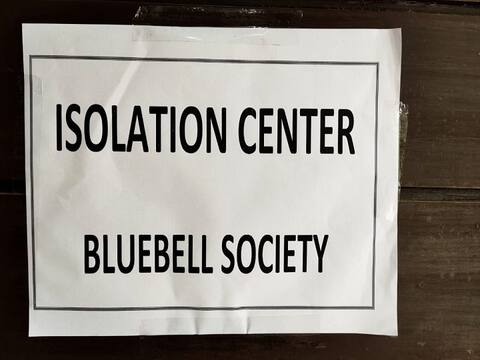 ISOLATION CENTER
BLUEBELL SOCIETY